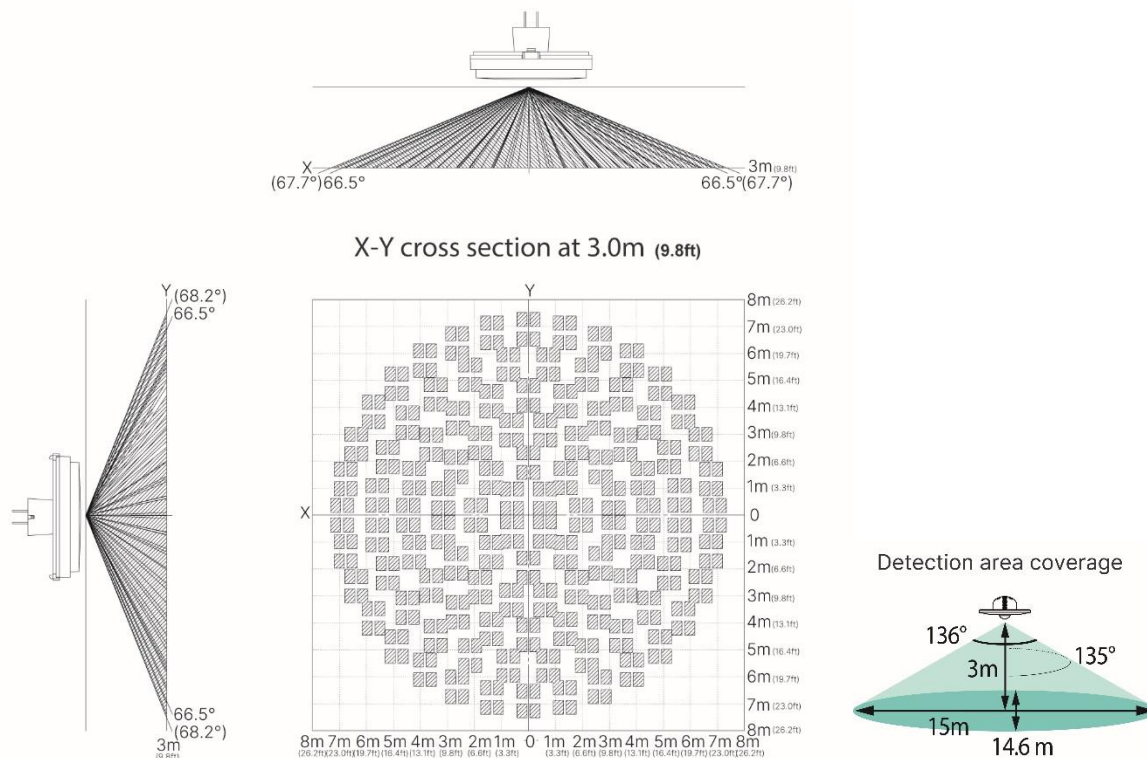 X
3m (9.8ft)
(67.7°)66.5°
66.5°(67.7°)
X-Y cross section at 3.0m (9.8ft)
Y
(68.2°)
66.5°
66.5°
(68.2°)
3m
(9.8ft)
Y
8m (26.2ft)
7m (23.0ft)
6m (19.7ft)
5m (16.4ft)
4m (13.1ft)
3m (9.8ft)
2m (6.6ft)
1m (3.3ft)
X
0
1m (3.3ft)
2m (6.6ft)
3m (9.8ft)
4m (13.1ft)
5m (16.4ft)
6m (19.7ft)
7m (23.0ft)
8m (26.2ft)
8m 7m 6m 5m 4m 3m 2m 1m 0 1m 2m 3m 4m 5m 6m 7m 8m
(26.2ft) (23.0ft) (19.7ft) (16.4ft) (13.1ft) (9.8ft) (6.6ft) (3.3ft) (3.3ft) (6.6ft) (9.8ft) (13.1ft) (16.4ft) (19.7ft) (23.0ft) (26.2ft)
Detection area coverage
136°
135°
3m
15m
14.6 m